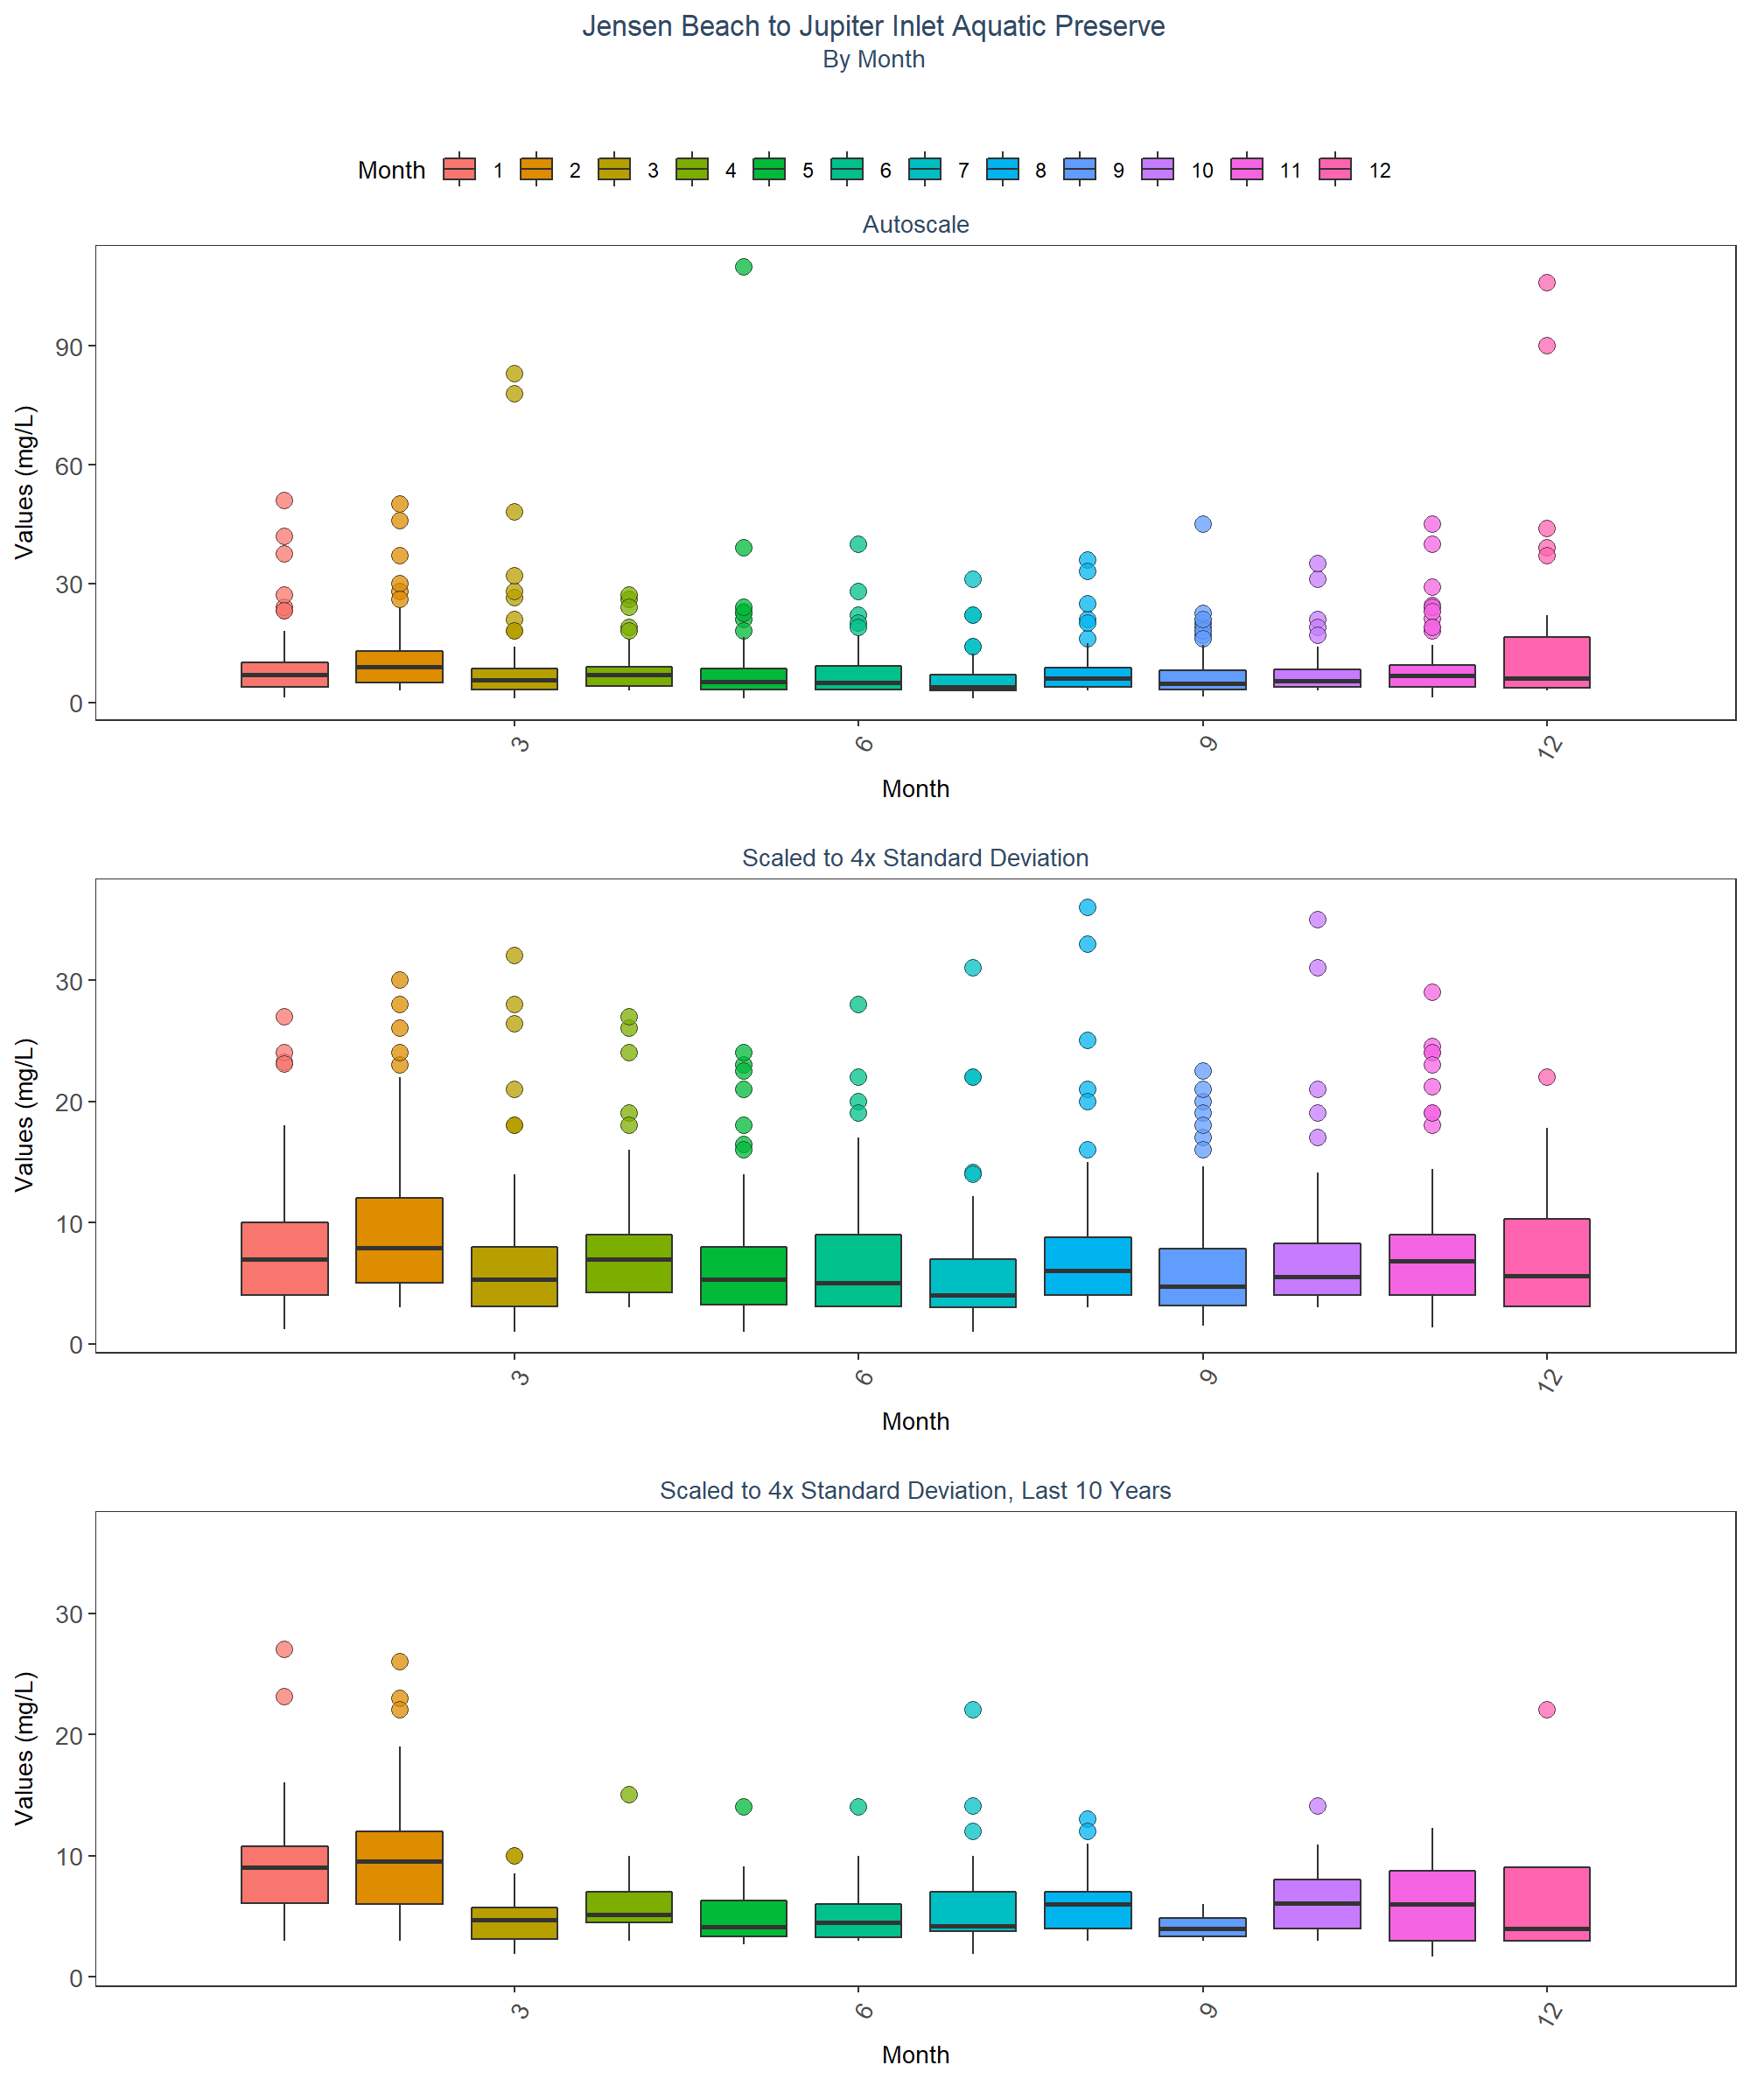 Jensen Beach to Jupiter Inlet Aquatic Preserve
By Month
Month 1 2 3 4 5 6 7 8 9 10 11 12
Autoscale
Values (mg/L)
90
60
30
0
3 6 9 12
Month
Scaled to 4x Standard Deviation
Values (mg/L)
30
20
10
0
3 6 9 12
Month
Scaled to 4x Standard Deviation, Last 10 Years
Values (mg/L)
30
20
10
0
3 6 9 12
Month